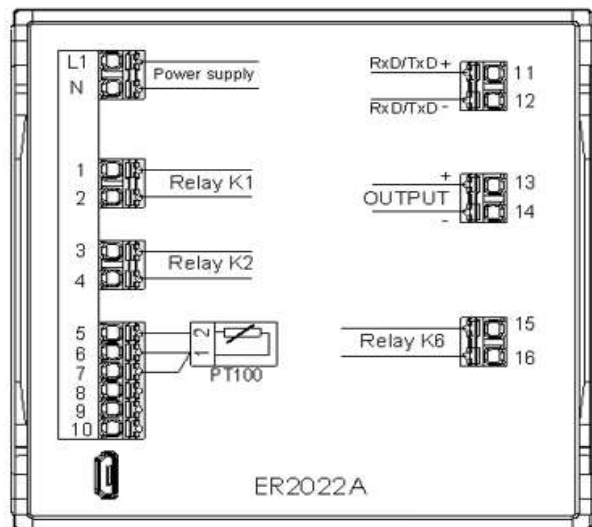 L1
N
Power supply
1
2
Relay K1
3
4
Relay K2
5
6
7
8
9
10
2
1
PT100
RxD/TxD +
RxD/TxD -
11
12
+
OUTPUT
-
13
14
Relay K6
15
16
ER2022A